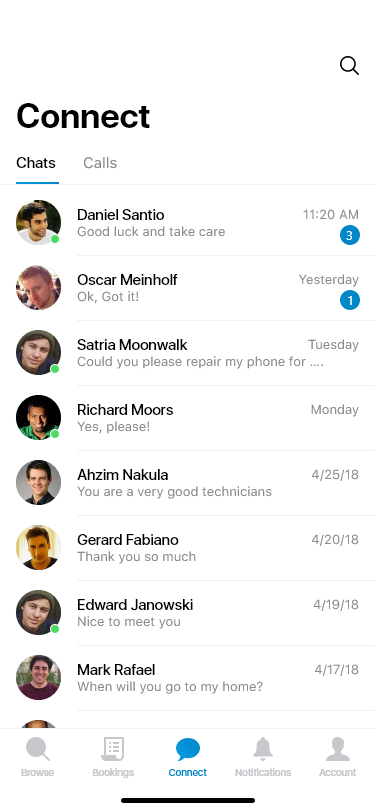 Connect
Chats Calls
Daniel Santio 11:20 AM
Good luck and take care 3
Oscar Meinholf Yesterday
Ok, Got it! 1
Satria Moonwalk Tuesday
Could you please repair my phone for ....
Richard Moors Monday
Yes, please!
Ahzim Nakula 4/25/18
You are a very good technicians
Gerard Fabiano 4/20/18
Thank you so much
Edward Janowski 4/19/18
Nice to meet you
Mark Rafael 4/17/18
When will you go to my home?
Browse Bookings Connect Notifications Account